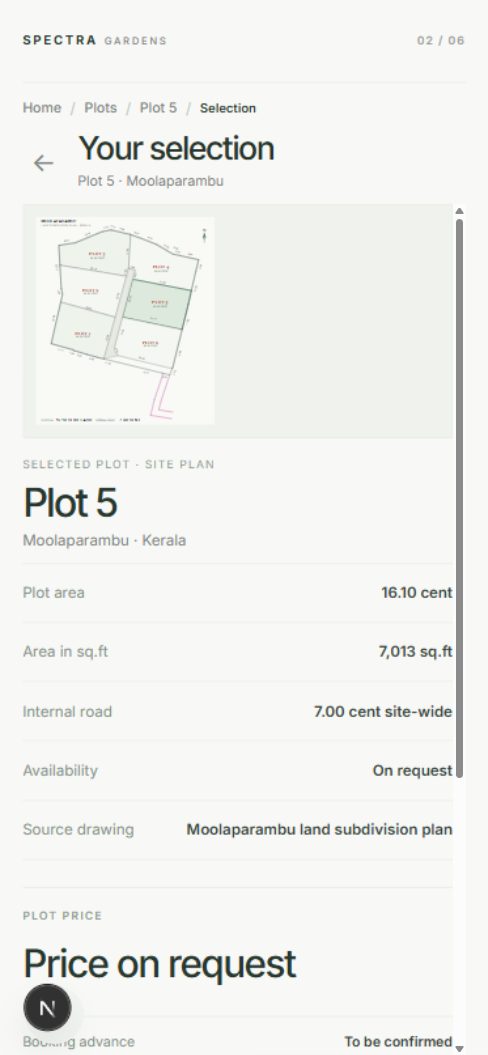 SPECTRA GARDENS
02 / 06
Home / Plots / Plot 5 / Selection
← Your selection
Plot 5 · Moolaparambu
SELECTED PLOT · SITE PLAN
Plot 5
Moolaparambu · Kerala
Plot area 16.10 cent
Area in sq.ft 7,013 sq.ft
Internal road 7.00 cent site-wide
Availability On request
Source drawing Moolaparambu land subdivision plan
PLOT PRICE
Price on request
N
Booking advance To be confirmed